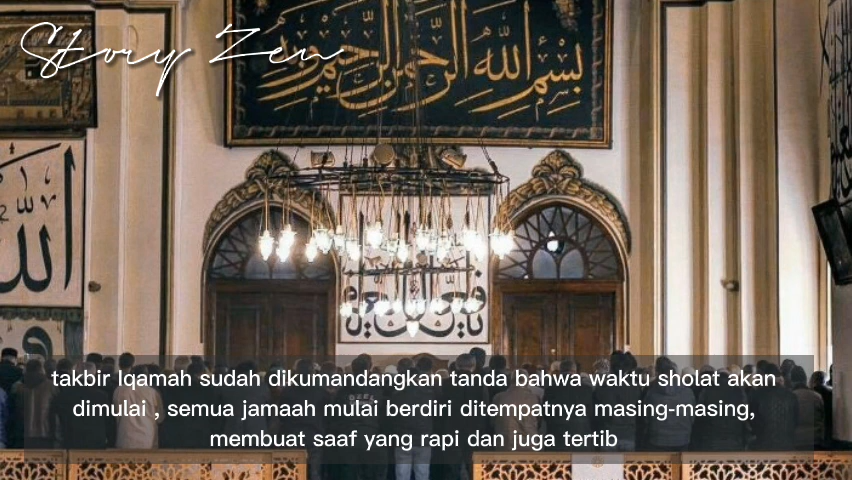 Story Zen
بسم الله الرحمن الرحيم
الله
takbir Iqamah sudah dikumandangkan tanda bahwa waktu sholat akan
dimulai , semua jamaah mulai berdiri ditempatnya masing-masing,
membuat saaf yang rapi dan juga tertib